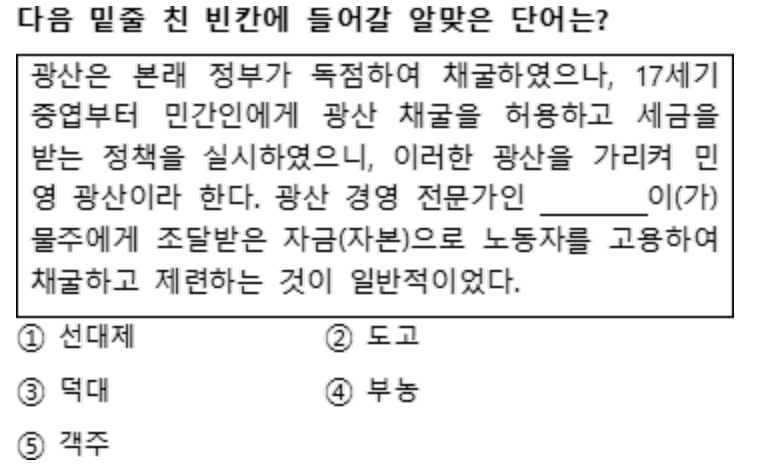 다음 밑줄 친 빈칸에 들어갈 알맞은 단어는?
광산은 본래 정부가 독점하여 채굴하였으나, 17세기
중엽부터 민간인에게 광산 채굴을 허용하고 세금을
받는 정책을 실시하였으니, 이러한 광산을 가리켜 민
영 광산이라 한다. 광산 경영 전문가인 ________이(가)
물주에게 조달받은 자금(자본)으로 노동자를 고용하여
채굴하고 제련하는 것이 일반적이었다.
① 선대제 ② 도고
③ 덕대 ④ 부농
⑤ 객주